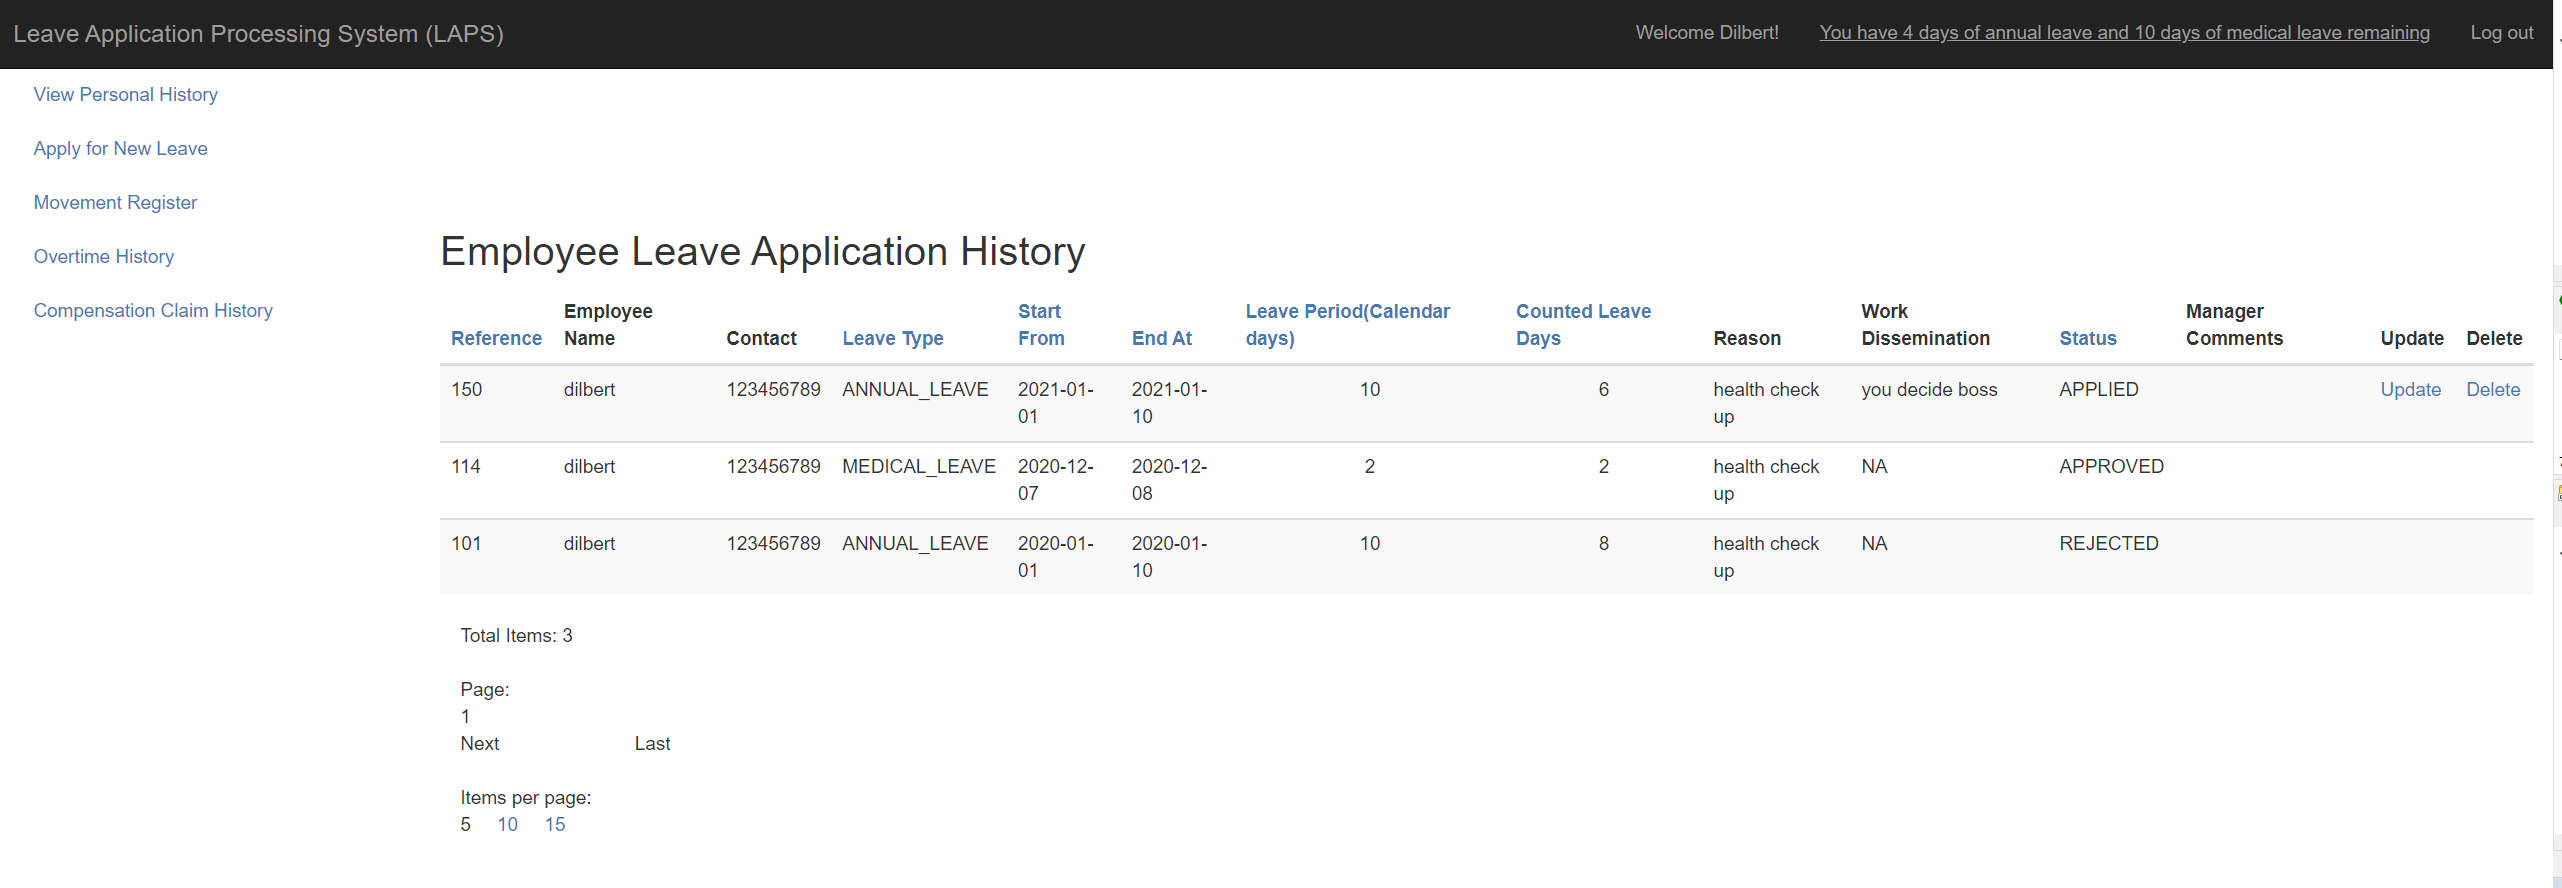 Leave Application Processing System (LAPS) Welcome Dilbert! You have 4 days of annual leave and 10 days of medical leave remaining Log out
View Personal History
Apply for New Leave
Movement Register
Overtime History
Compensation Claim History
Employee Leave Application History
Employee Start Leave Period(Calendar Counted Leave Work Manager
Reference Name Contact Leave Type From End At days) Days Reason Dissemination Status Comments Update Delete
150 dilbert 123456789 ANNUAL_LEAVE 2021-01- 2021-01- 10 6 health check you decide boss APPLIED Update Delete
01 10 up
114 dilbert 123456789 MEDICAL_LEAVE 2020-12- 2020-12- 2 2 health check NA APPROVED
07 08 up
101 dilbert 123456789 ANNUAL_LEAVE 2020-01- 2020-01- 10 8 health check NA REJECTED
01 10 up
Total Items: 3
Page:
1
Next Last
Items per page:
5 10 15